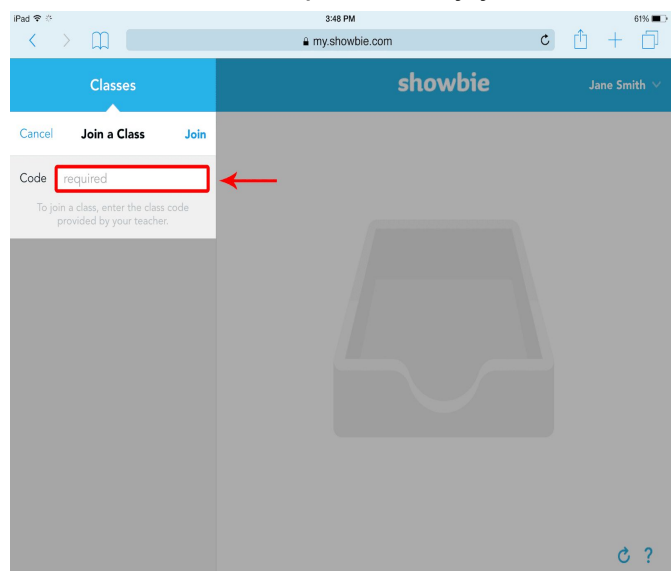 iPad 3:48 PM 61%
my.showbie.com
Classes showbie Jane Smith
Cancel Join a Class Join
Code required
To join a class, enter the class code
provided by your teacher.
?